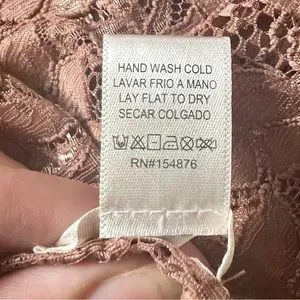 HAND WASH COLD
LAVAR FRIO A MANO
LAY FLAT TO DRY
SECAR COLGADO
RN#154876